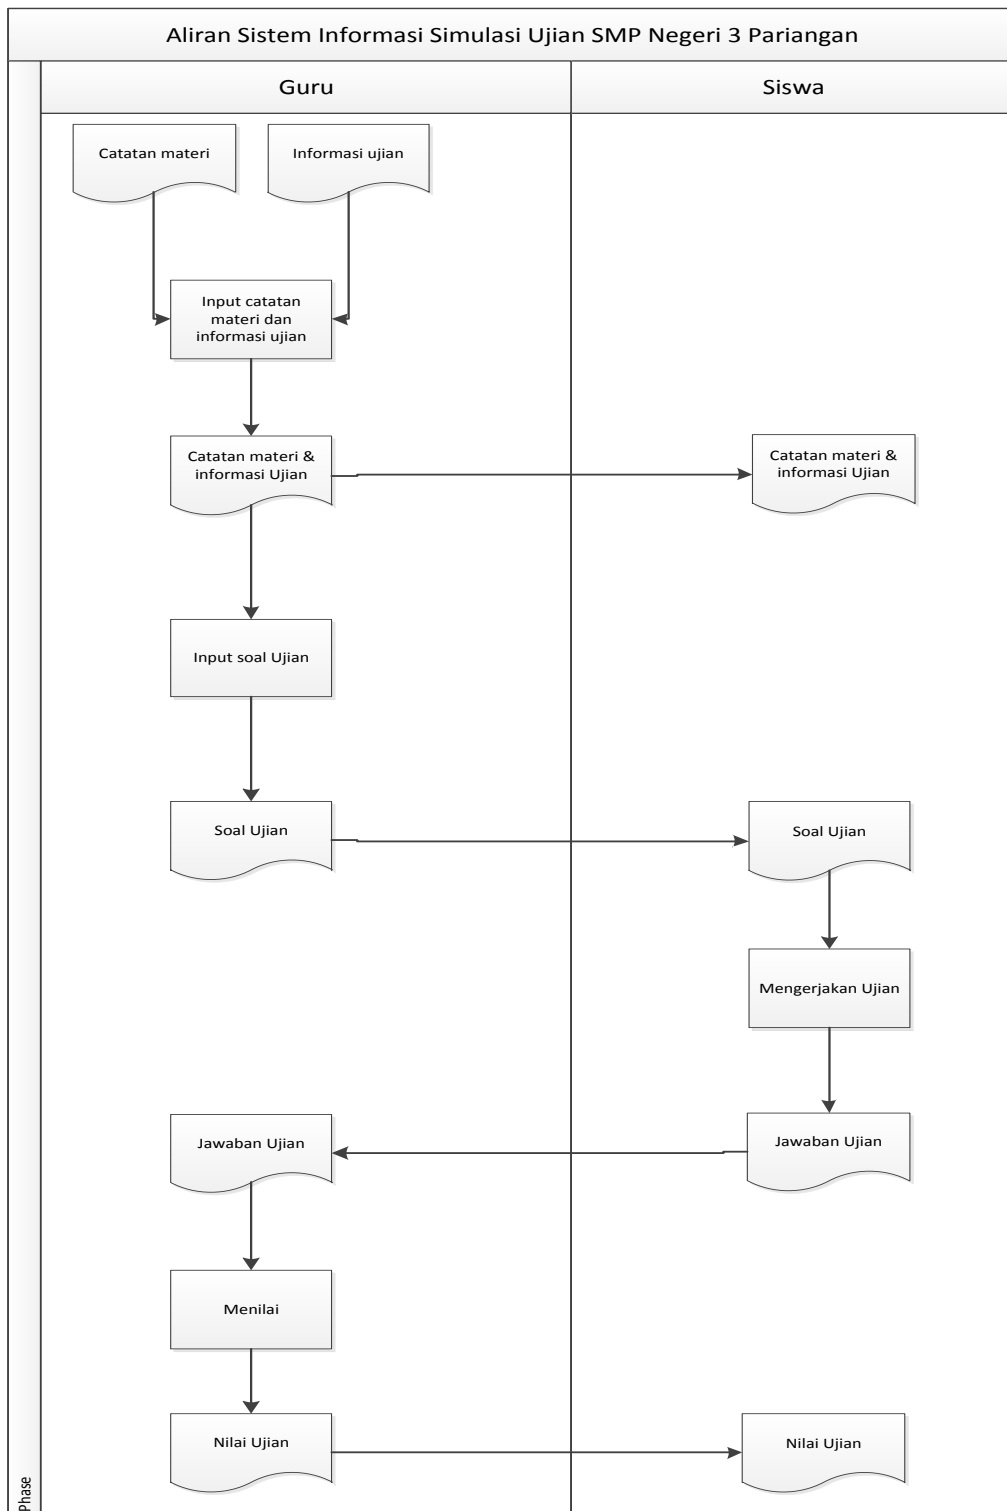 Aliran Sistem Informasi Simulasi Ujian SMP Negeri 3 Pariangan
Guru
Siswa
Catatan materi
Informasi ujian
Input catatan
materi dan
informasi ujian
Catatan materi &
informasi Ujian
Catatan materi &
informasi Ujian
Input soal Ujian
Soal Ujian
Soal Ujian
Mengerjakan Ujian
Jawaban Ujian
Jawaban Ujian
Menilai
Nilai Ujian
Nilai Ujian
Phase